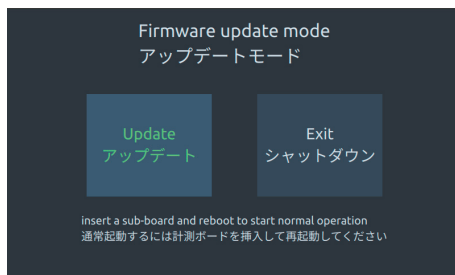 Firmware update mode
アップデートモード
Update
アップデート
Exit
シャットダウン
insert a sub-board and reboot to start normal operation
通常起動するには計測ボードを挿入して再起動してください